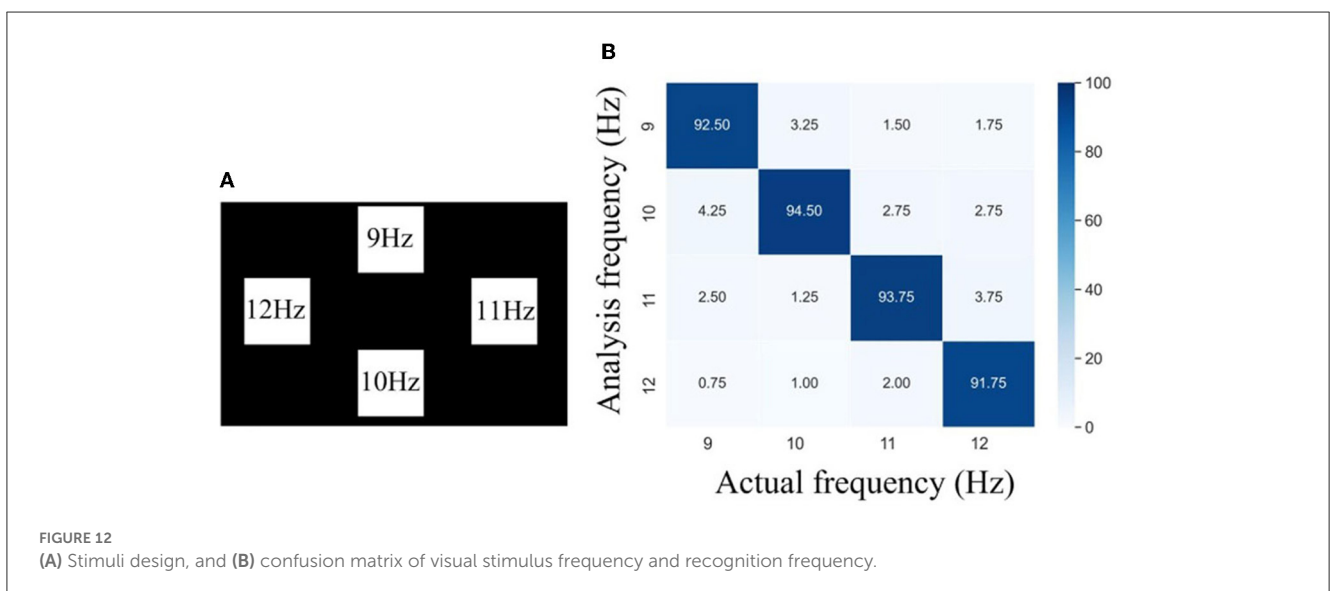 A
9Hz
12Hz 11Hz
10Hz
B
Analysis frequency (Hz)
9 92.50 3.25 1.50 1.75
10 4.25 94.50 2.75 2.75
11 2.50 1.25 93.75 3.75
12 0.75 1.00 2.00 91.75
9 10 11 12
Actual frequency (Hz)
100
80
60
40
20
0
FIGURE 12
(A) Stimuli design, and (B) confusion matrix of visual stimulus frequency and recognition frequency.